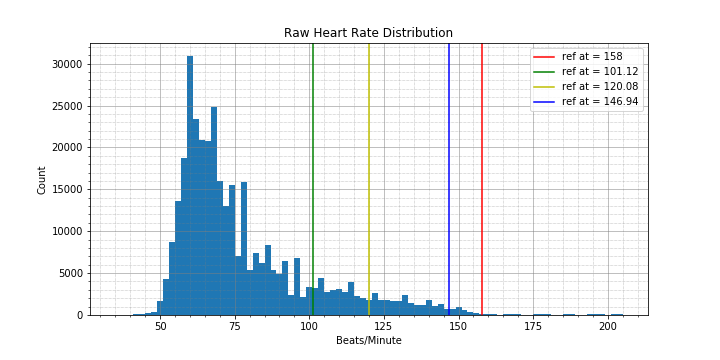 Raw Heart Rate Distribution
ref at = 158
ref at = 101.12
ref at = 120.08
ref at = 146.94
Count
30000
25000
20000
15000
10000
5000
0
50 75 100 125 150 175 200
Beats/Minute